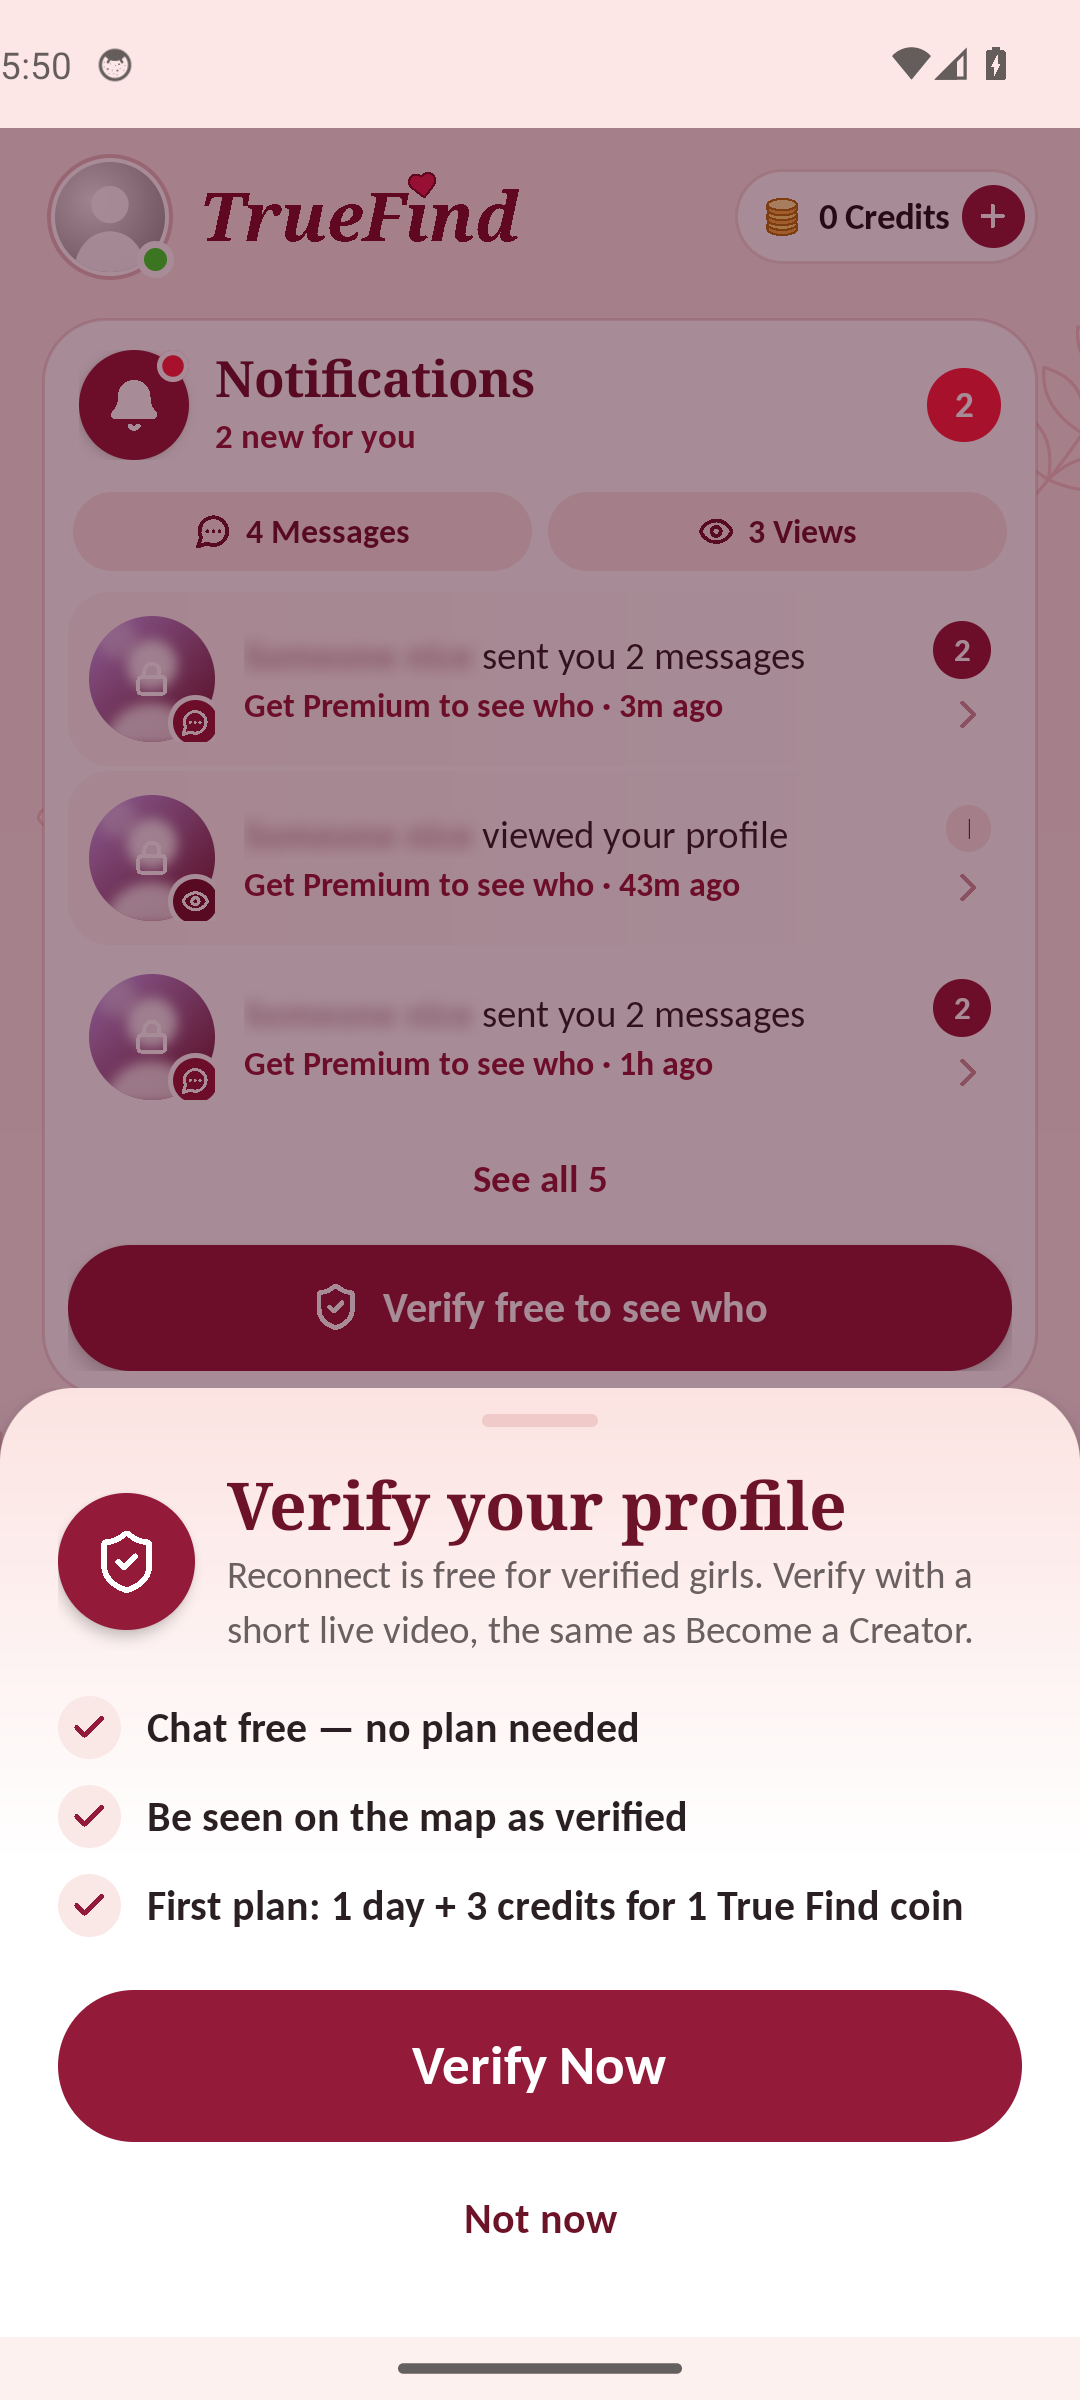 5:50
TrueFind
0 Credits
Notifications
2 new for you
2
4 Messages
3 Views
sent you 2 messages
Get Premium to see who · 3m ago
2
viewed your profile
Get Premium to see who · 43m ago
sent you 2 messages
Get Premium to see who · 1h ago
2
See all 5
Verify free to see who
Verify your profile
Reconnect is free for verified girls. Verify with a
short live video, the same as Become a Creator.
Chat free — no plan needed
Be seen on the map as verified
First plan: 1 day + 3 credits for 1 True Find coin
Verify Now
Not now